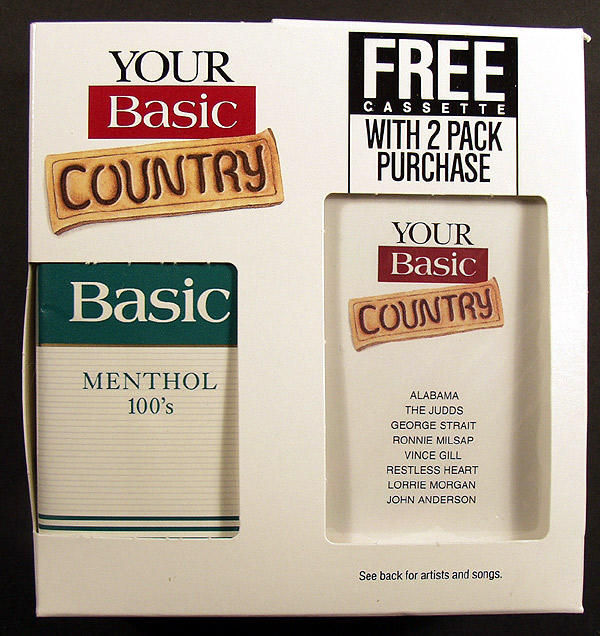 YOUR
Basic
COUNTRY
FREE
CASSETTE
WITH 2 PACK
PURCHASE
Basic
MENTHOL
100's
YOUR
Basic
COUNTRY
ALABAMA
THE JUDDS
GEORGE STRAIT
RONNIE MILSAP
VINCE GILL
RESTLESS HEART
LORRIE MORGAN
JOHN ANDERSON
See back for artists and songs.